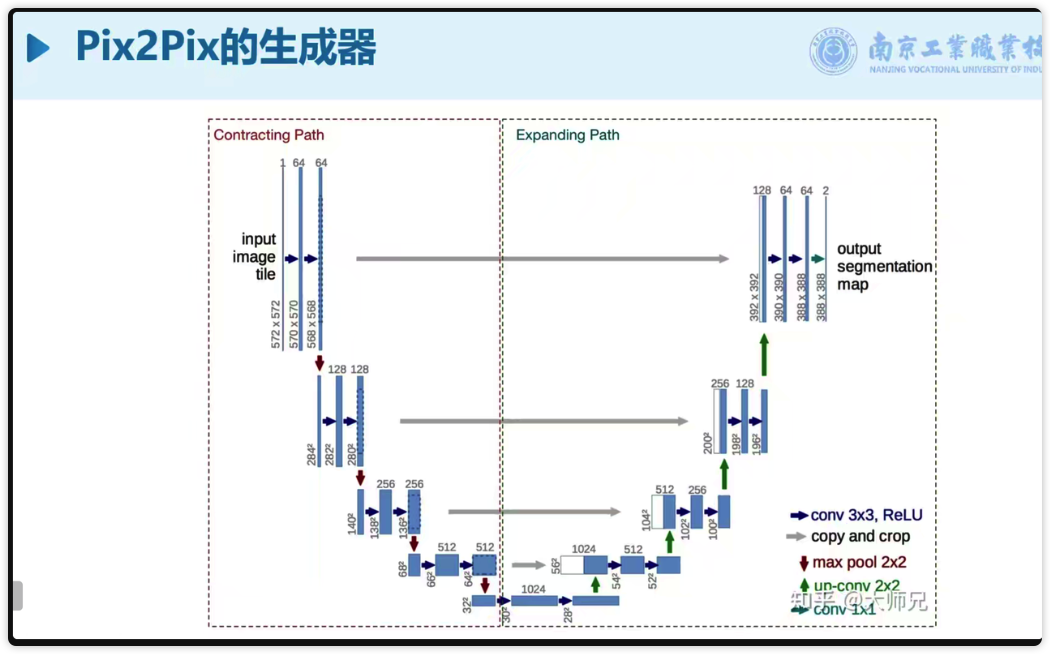 Pix2Pix的生成器
南京工業職業技
NANJING VOCATIONAL UNIVERSITY OF INDU
Contracting Path
Expanding Path
1 64 64
128 64 64 2
input
image
tile
output
segmentation
map
572 x 572
570 x 570
568 x 568
392 x 392
390 x 390
388 x 388
388 x 388
128 128
256 128
284²
282²
280²
200²
198²
196²
256 256
512 256
140²
138²
136²
104²
102²
100²
512 512
1024 512
68²
66²
64²
56²
54²
52²
1024
32²
30²
28²
conv 3x3, ReLU
copy and crop
max pool 2x2
up-conv 2x2
conv 1x1
知乎 @大师兄